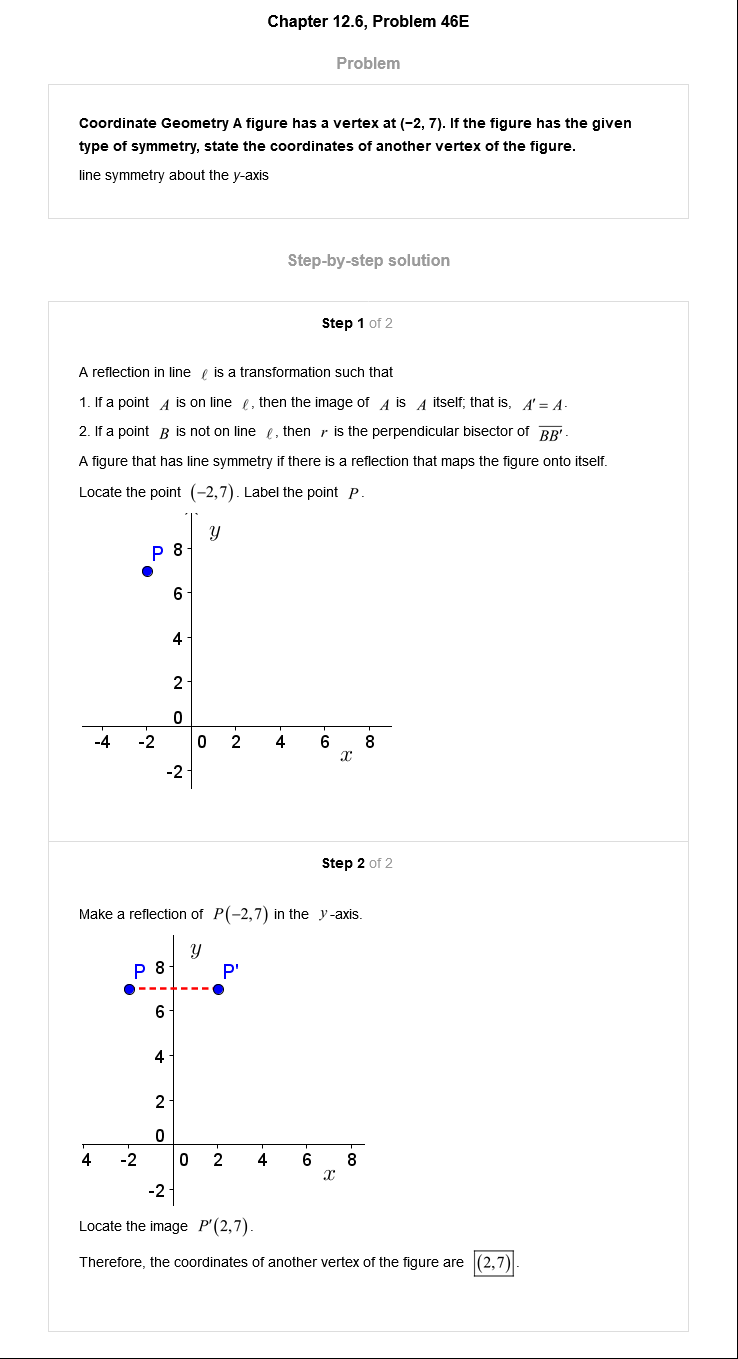 Chapter 12.6, Problem 46E
Problem
Coordinate Geometry A figure has a vertex at (−2, 7). If the figure has the given
type of symmetry, state the coordinates of another vertex of the figure.
line symmetry about the y-axis
Step-by-step solution
Step 1 of 2
A reflection in line ℓ is a transformation such that
1. If a point A is on line ℓ, then the image of A is A itself; that is, A′ = A.
2. If a point B is not on line ℓ, then r is the perpendicular bisector of BB′.
A figure that has line symmetry if there is a reflection that maps the figure onto itself.
Locate the point (−2,7). Label the point P.
y
P 8
6
4
2
0
-4 -2 0 2 4 6 8
x
-2
Step 2 of 2
Make a reflection of P(−2,7) in the y-axis.
y
P 8 P'
6
4
2
0
4 -2 0 2 4 6 8
x
-2
Locate the image P′(2,7).
Therefore, the coordinates of another vertex of the figure are (2,7).